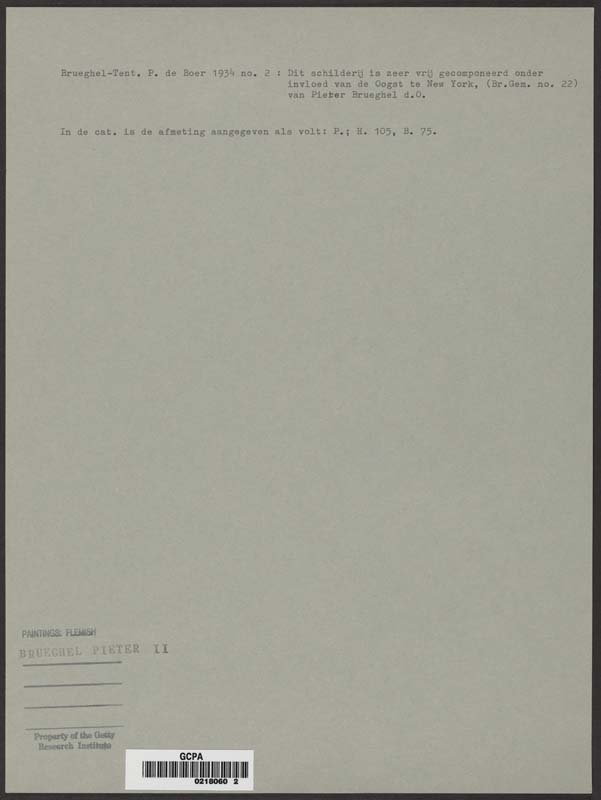 Brueghel-Tent. P. de Boer 1934 no. 2 : Dit schilderij is zeer vrij gecomponeerd onder
invloed van de Oogst te New York, (Br.Gem. no. 22)
van Pieter Brueghel d.O.
In de cat. is de afmeting aangegeven als volt: P.; H. 105, B. 75.
PAINTINGS: FLEMISH
BRUEGHEL PIETER II
Property of the Getty
Research Institute
GCPA
0218060 2